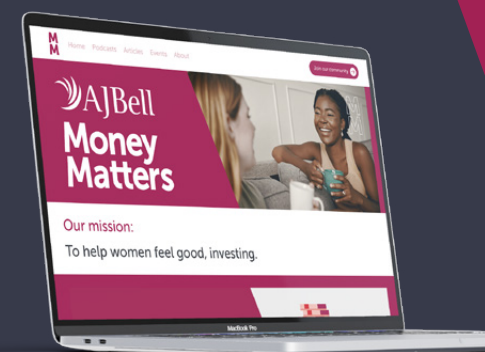 M
M
Home Podcasts Articles Events About
Join our community
AJBell
Money
Matters
Our mission:
To help women feel good, investing.
MacBook Pro